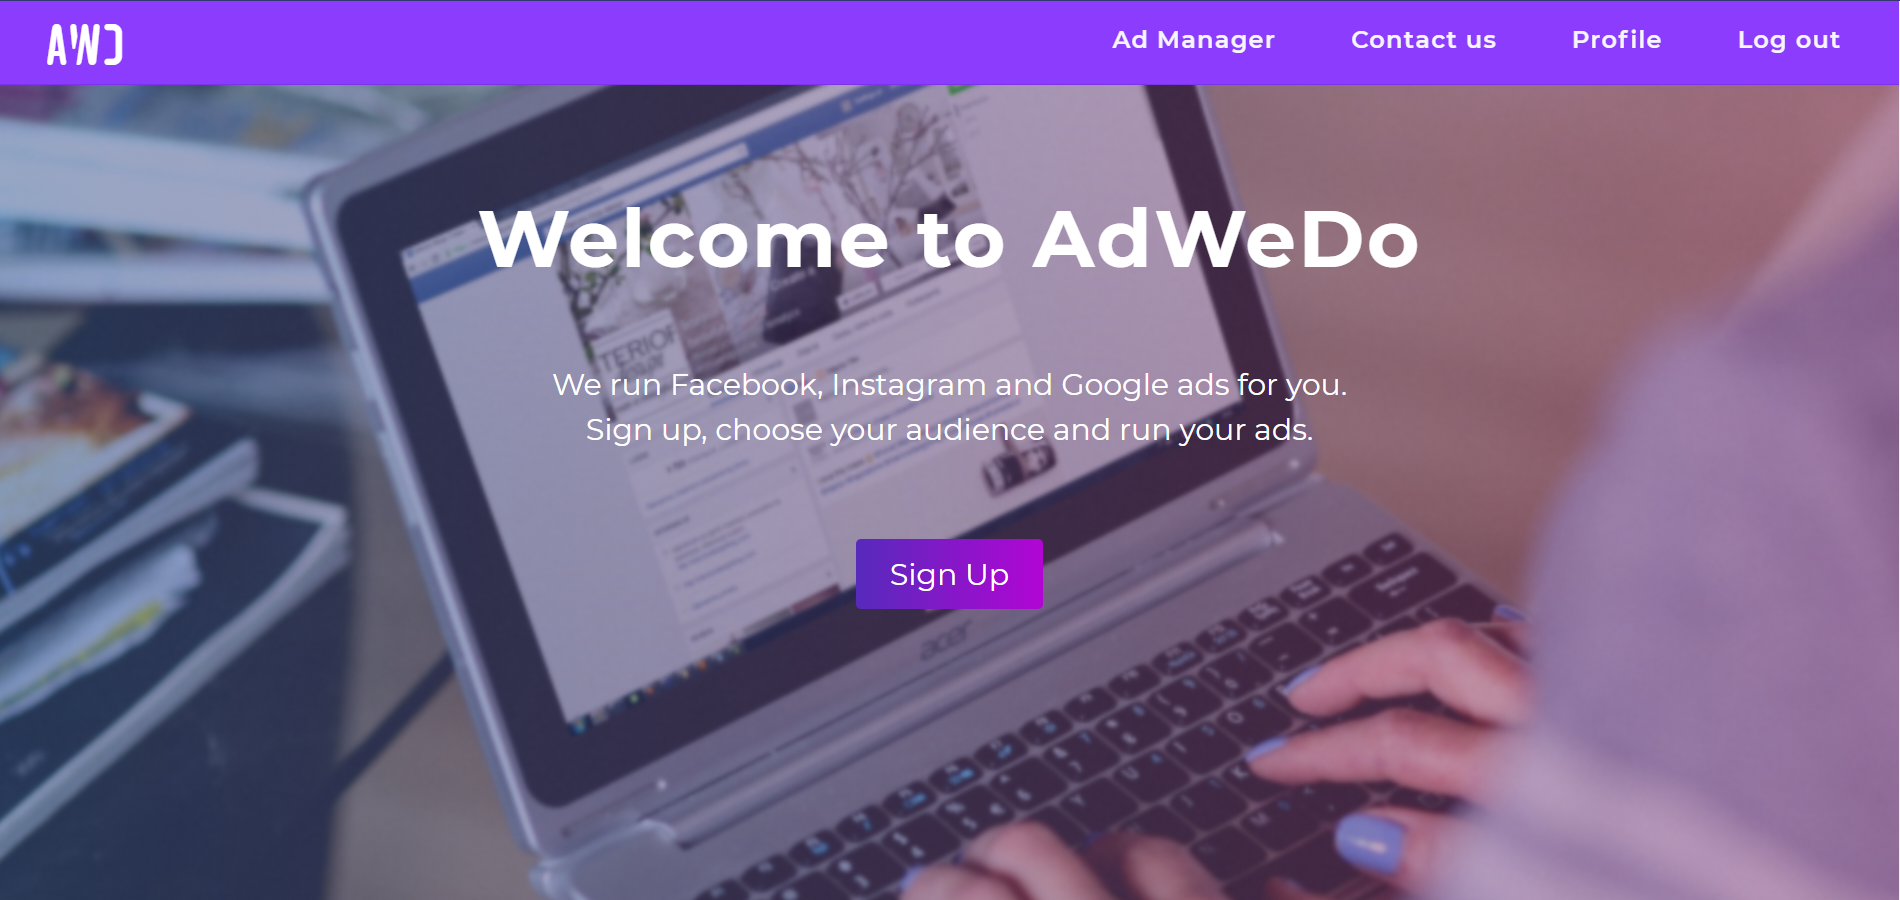 AWD
Ad Manager
Contact us
Profile
Log out
Welcome to AdWeDo
We run Facebook, Instagram and Google ads for you.
Sign up, choose your audience and run your ads.
Sign Up
TERIOR
acer